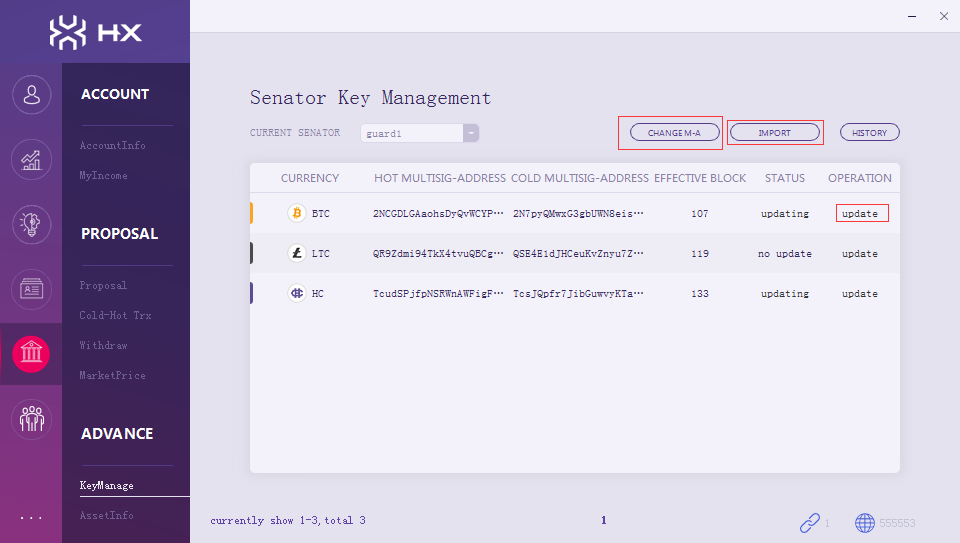 HX
ACCOUNT
AccountInfo
MyIncome
PROPOSAL
Proposal
Cold-Hot Trx
Withdraw
MarketPrice
ADVANCE
KeyManage
AssetInfo
...
Senator Key Management
CURRENT SENATOR guard1 CHANGE M-A IMPORT HISTORY
CURRENCY HOT MULTISIG-ADDRESS COLD MULTISIG-ADDRESS EFFECTIVE BLOCK STATUS OPERATION
BTC 2NCGDLGAaohsDyQvWCYP··· 2N7pyQMwxG3gbUWN8eis··· 107 updating update
LTC QR9Zdmi94TkX4tvuQBCg··· QSE4E1dJHCeuKvZnyu7Z··· 119 no update update
HC TcudSPjfpNSRWnAWFigF··· TcsJQpfr7JibGuwvyKTa··· 133 updating update
currently show 1-3,total 3 1 1 555553